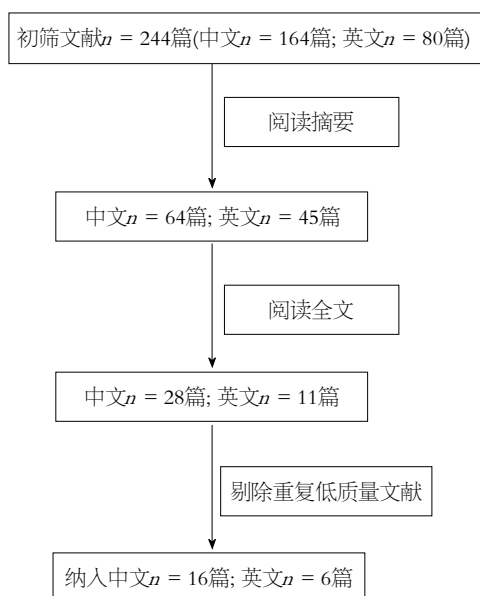 初筛文献n = 244篇(中文n = 164篇; 英文n = 80篇)
阅读摘要
中文n = 64篇; 英文n = 45篇
阅读全文
中文n = 28篇; 英文n = 11篇
剔除重复低质量文献
纳入中文n = 16篇; 英文n = 6篇